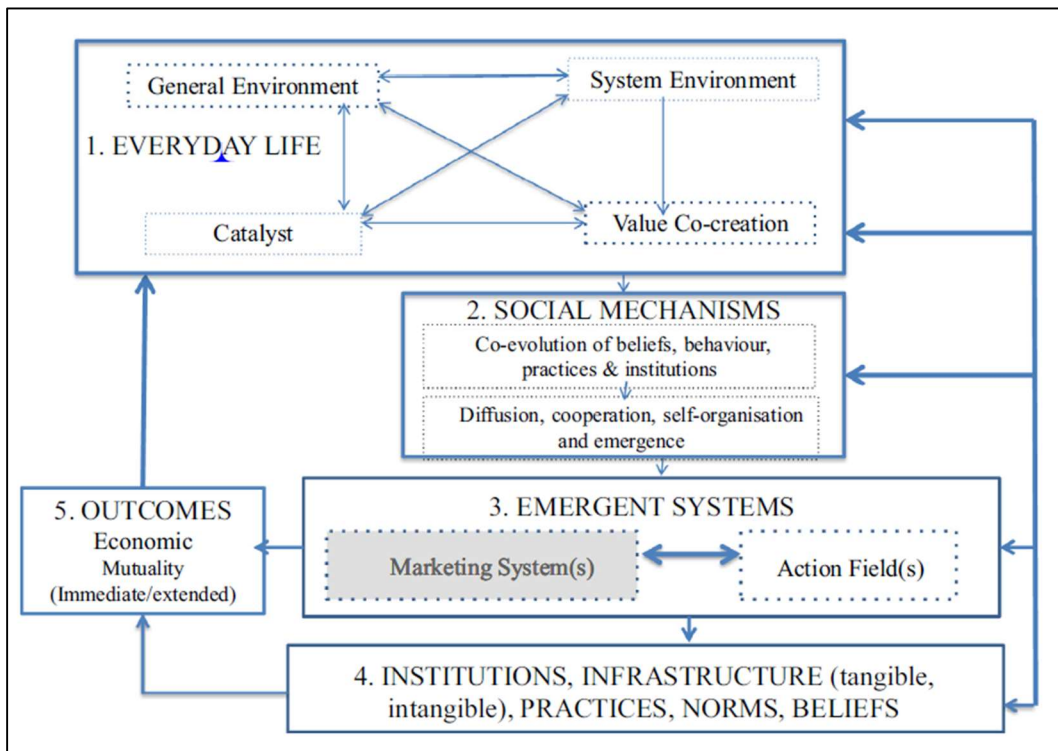 General Environment
System Environment
1. EVERYDAY LIFE
Catalyst
Value Co-creation
2. SOCIAL MECHANISMS
Co-evolution of beliefs, behaviour,
practices & institutions
Diffusion, cooperation, self-organisation
and emergence
3. EMERGENT SYSTEMS
Marketing System(s)
Action Field(s)
5. OUTCOMES
Economic
Mutuality
(Immediate/extended)
4. INSTITUTIONS, INFRASTRUCTURE (tangible,
intangible), PRACTICES, NORMS, BELIEFS